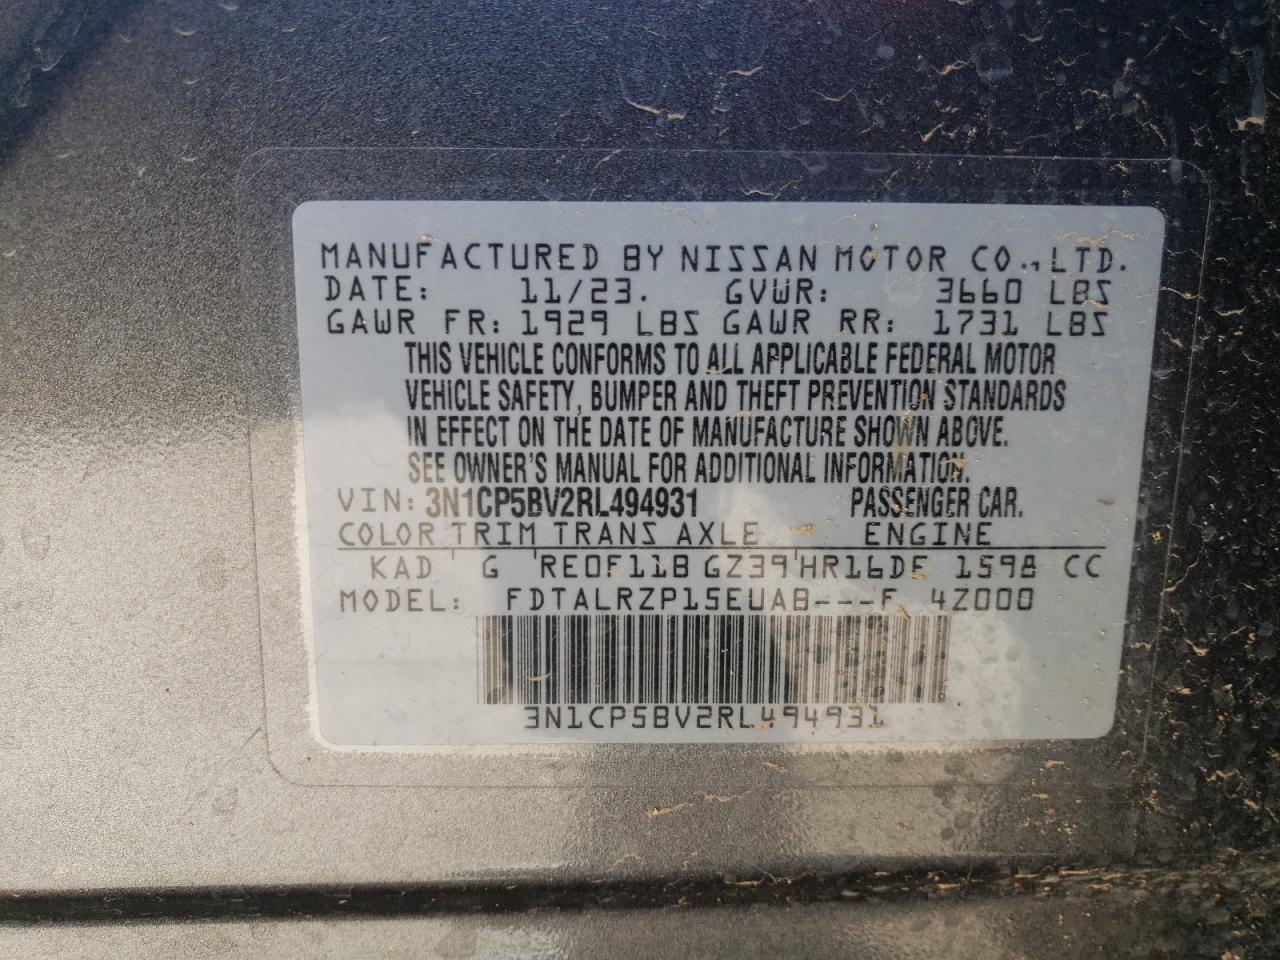 MANUFACTURED BY NISSAN MOTOR CO., LTD.
DATE: 11/23. GVWR: 3660 LBS
GAWR FR: 1929 LBS GAWR RR: 1731 LBS
THIS VEHICLE CONFORMS TO ALL APPLICABLE FEDERAL MOTOR
VEHICLE SAFETY, BUMPER AND THEFT PREVENTION STANDARDS
IN EFFECT ON THE DATE OF MANUFACTURE SHOWN ABOVE.
SEE OWNER'S MANUAL FOR ADDITIONAL INFORMATION.
VIN: 3N1CP5BV2RL494931 PASSENGER CAR.
COLOR TRIM TRANS AXLE ENGINE
KAD G RE0F11B GZ39 HR16DE 1598 CC
MODEL: FDTALRZP15EUAB---F 4Z000
3N1CP5BV2RL494931